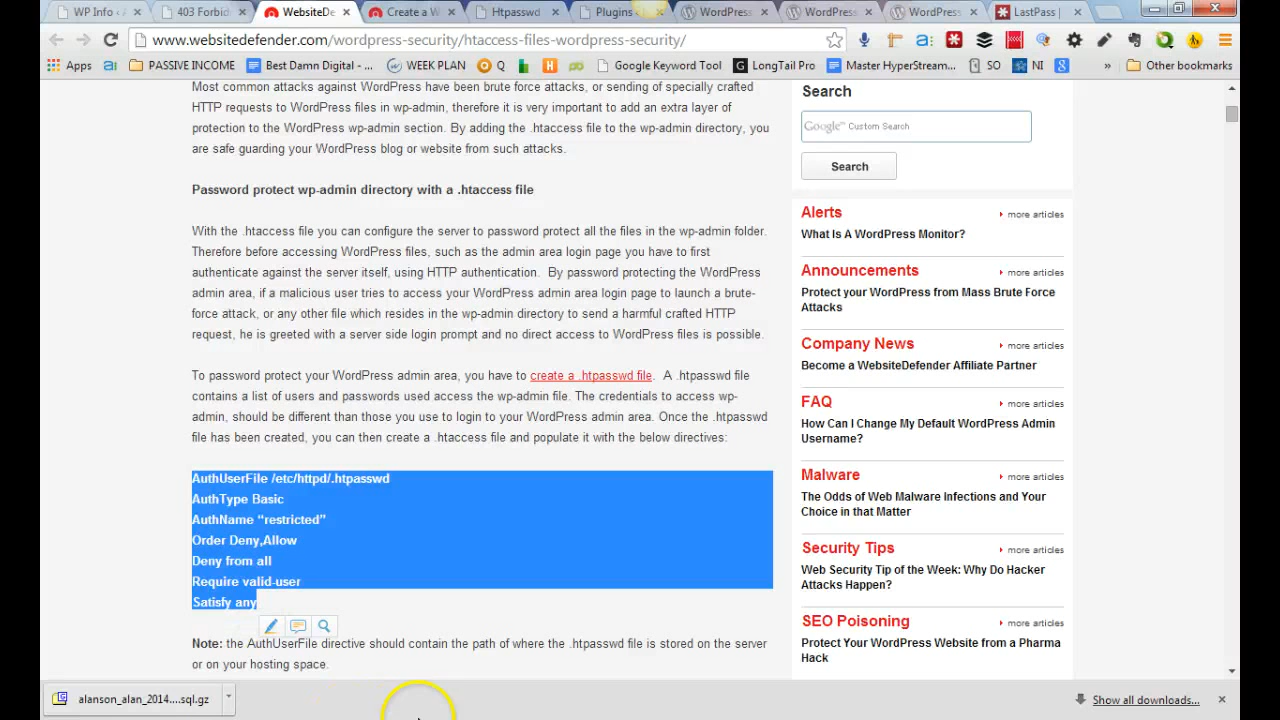 WP Info - 
403 Forbid
WebsiteDe
Create a W
Htpasswd
Plugins
WordPress
WordPress
WordPress
LastPass
www.websitedefender.com/wordpress-security/htaccess-files-wordpress-security/
Apps
PASSIVE INCOME
Best Damn Digital -
WEEK PLAN
Q
Google Keyword Tool
LongTail Pro
Master HyperStream...
SO
NI
»
Other bookmarks
Most common attacks against WordPress have been brute force attacks, or sending of specially crafted
HTTP requests to WordPress files in wp-admin, therefore it is very important to add an extra layer of
protection to the WordPress wp-admin section. By adding the .htaccess file to the wp-admin directory, you
are safe guarding your WordPress blog or website from such attacks.
Password protect wp-admin directory with a .htaccess file
With the .htaccess file you can configure the server to password protect all the files in the wp-admin folder.
Therefore before accessing WordPress files, such as the admin area login page you have to first
authenticate against the server itself, using HTTP authentication. By password protecting the WordPress
admin area, if a malicious user tries to access your WordPress admin area login page to launch a brute-
force attack, or any other file which resides in the wp-admin directory to send a harmful crafted HTTP
request, he is greeted with a server side login prompt and no direct access to WordPress files is possible.
To password protect your WordPress admin area, you have to create a .htpasswd file. A .htpasswd file
contains a list of users and passwords used access the wp-admin file. The credentials to access wp-
admin, should be different than those you use to login to your WordPress admin area. Once the .htpasswd
file has been created, you can then create a .htaccess file and populate it with the below directives:
AuthUserFile /etc/httpd/.htpasswd
AuthType Basic
AuthName “restricted”
Order Deny,Allow
Deny from all
Require valid-user
Satisfy any
Note: the AuthUserFile directive should contain the path of where the .htpasswd file is stored on the server
or on your hosting space.
Search
Google™ Custom Search
Search
Alerts
more articles
What Is A WordPress Monitor?
Announcements
more articles
Protect your WordPress from Mass Brute Force
Attacks
Company News
more articles
Become a WebsiteDefender Affiliate Partner
FAQ
more articles
How Can I Change My Default WordPress Admin
Username?
Malware
more articles
The Odds of Web Malware Infections and Your
Choice in that Matter
Security Tips
more articles
Web Security Tip of the Week: Why Do Hacker
Attacks Happen?
SEO Poisoning
more articles
Protect Your WordPress Website from a Pharma
Hack
alanson_alan_2014....sql.gz
Show all downloads...